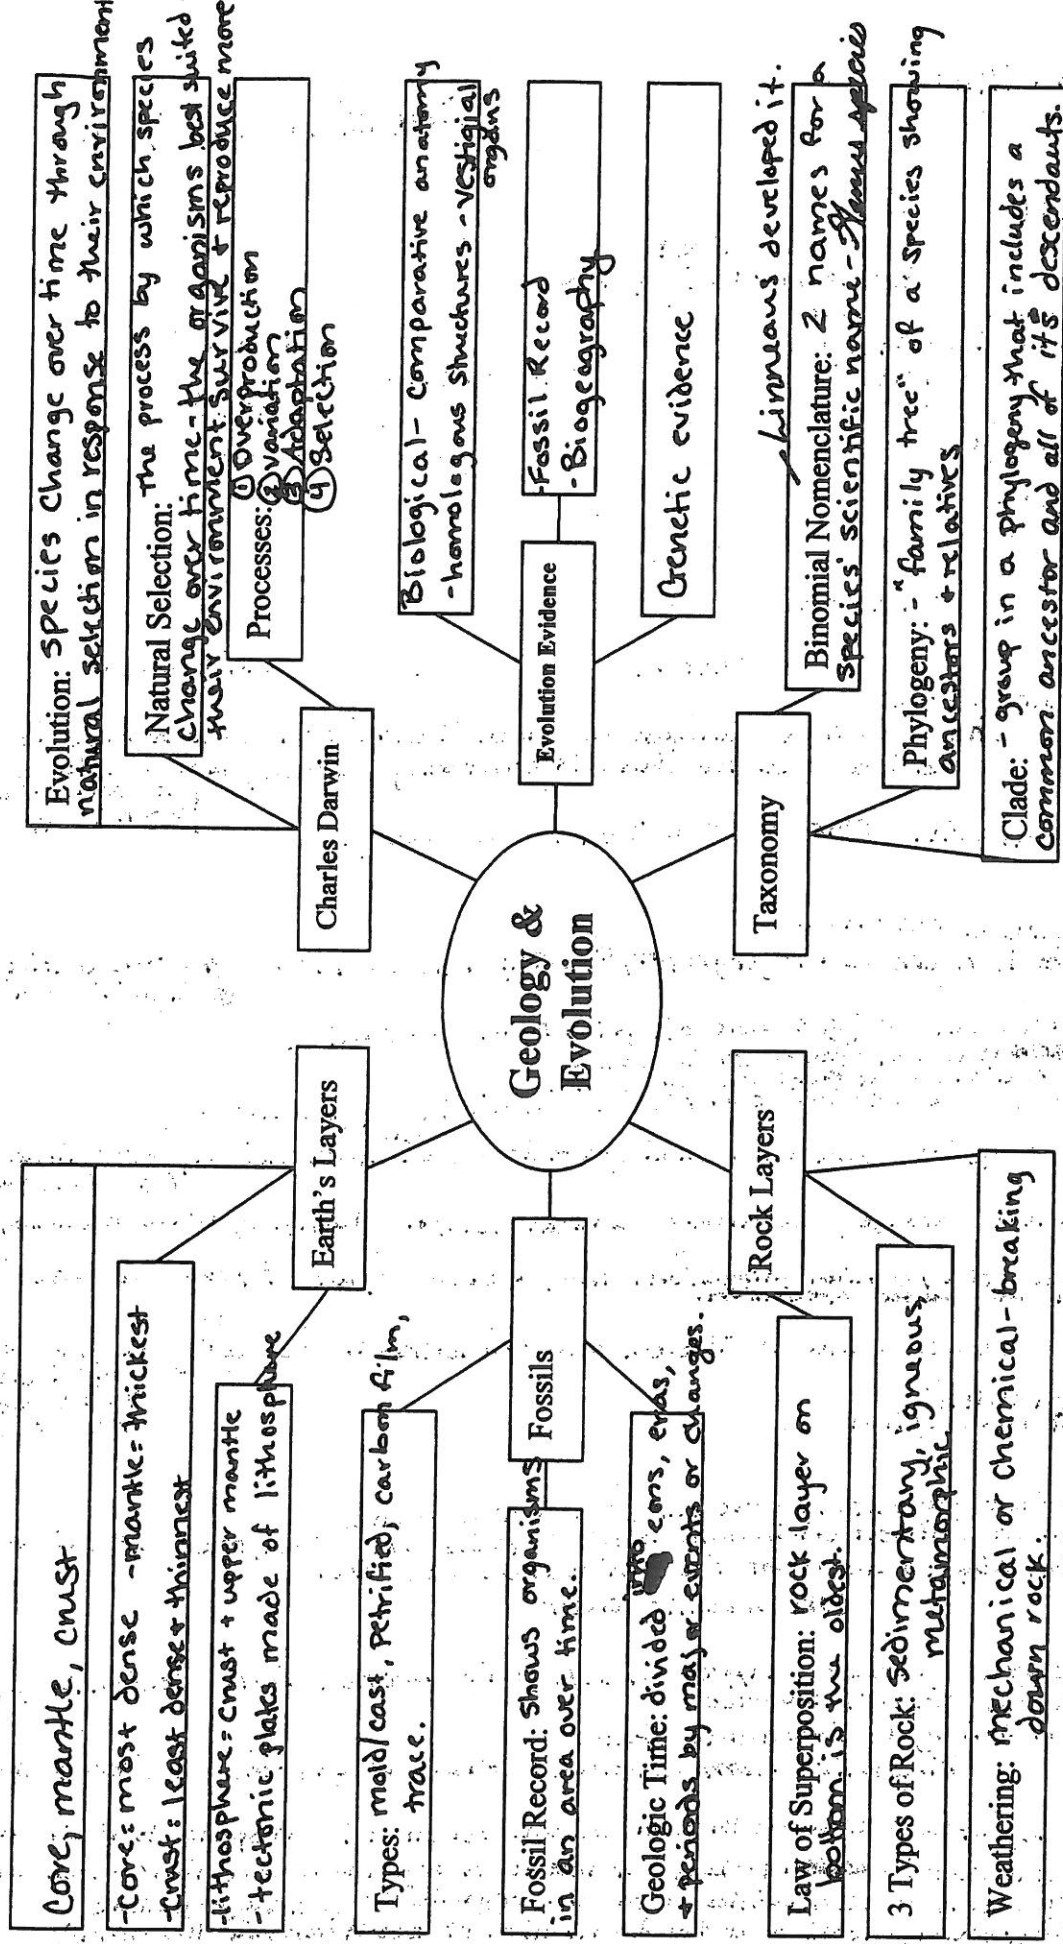 Core, mantle, crust
-Core = most dense -mantle = thickest
-Crust: least dense + thinnest
-lithosphere = crust + upper mantle
-tectonic plates made of lithosphere
Earth's Layers
Types: mold/cast, petrified, carbon film,
trace.
Fossil Record: Shows organisms
in an area over time.
Geologic Time: divided into eons, eras,
+ periods by major events or changes.
Fossils
Law of Superposition: rock layer on
bottom is the oldest.
3 Types of Rock: sedimentary, igneous,
metamorphic
Weathering: mechanical or chemical - breaking
down rock.
Rock Layers
Geology &
Evolution
Charles Darwin
Evolution: species change over time through
natural selection in response to their environment
Natural Selection: the process by which species
change over time - the organisms best suited
their environment survive + reproduce more
Processes: ① Overproduction
② Variation
③ Adaptation
④ Selection
Evolution Evidence
Biological - comparative anatomy
-homologous structures - vestigial
organs
-Fossil Record
-Biogeography
Genetic evidence
Taxonomy
Linneaus developed it.
Binomial Nomenclature: 2 names for a
species' scientific name - Genus species
Phylogeny: - "family tree" of a species showing
ancestors + relatives
Clade: - group in a phylogeny that includes a
common ancestor and all of it's descendants.